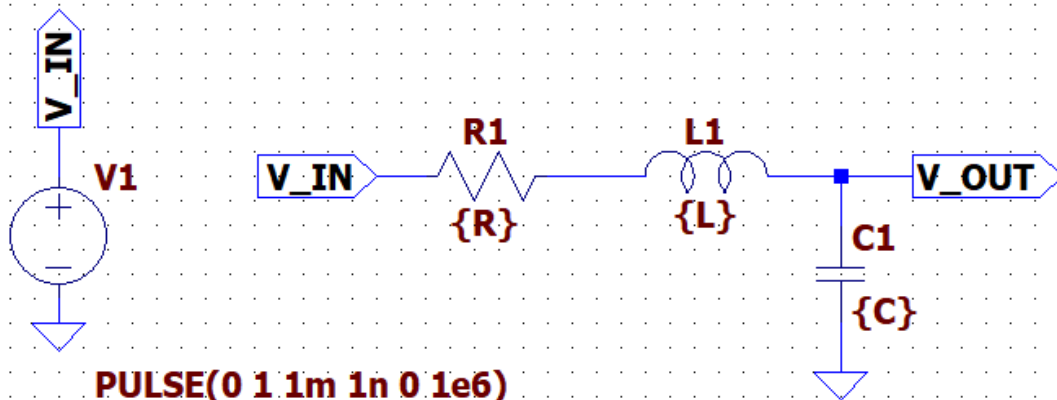 V_IN
V1
V_IN
R1
{R}
L1
{L}
V_OUT
C1
{C}
PULSE(0 1 1m 1n 0 1e6)